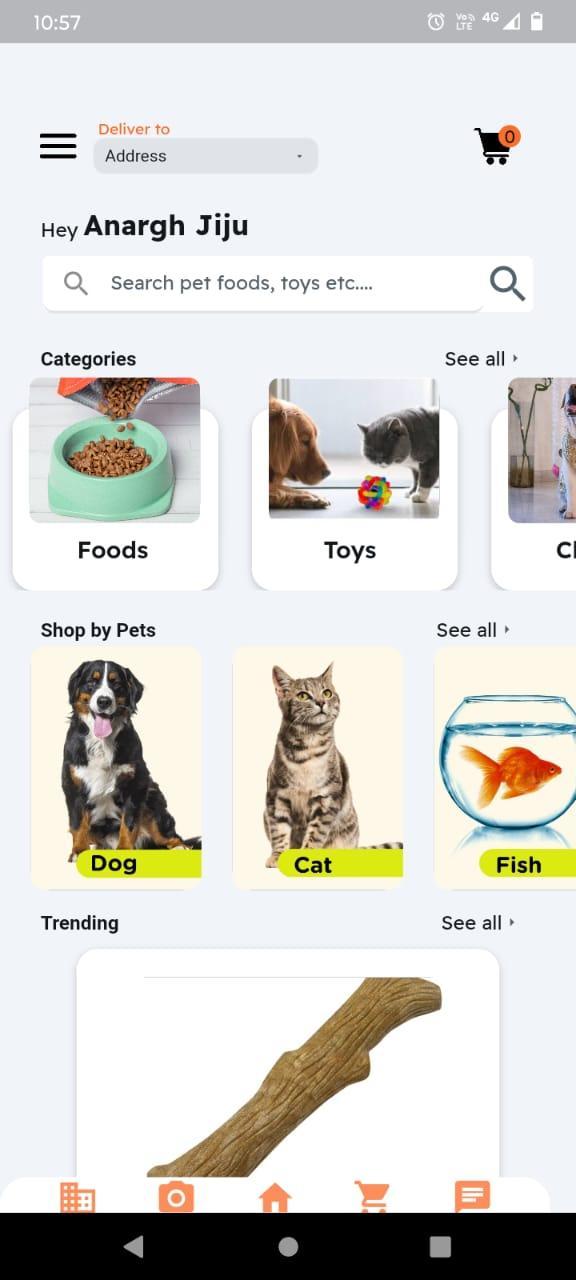 10:57
Vo LTE 4G
Deliver to
Address
0
Hey Anargh Jiju
Search pet foods, toys etc....
Categories See all
Foods Toys
Shop by Pets See all
Dog Cat Fish
Trending See all